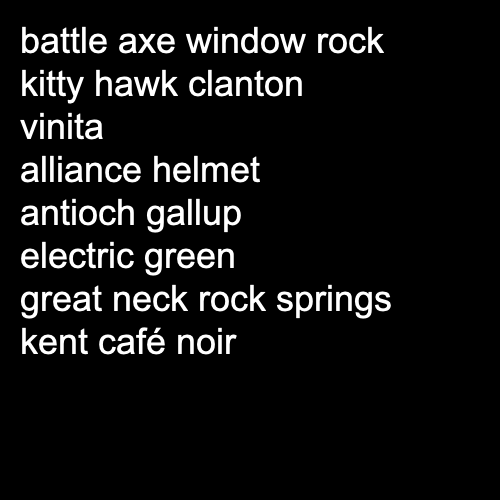 battle axe window rock
kitty hawk clanton
vinita
alliance helmet
antioch gallup
electric green
great neck rock springs
kent café noir